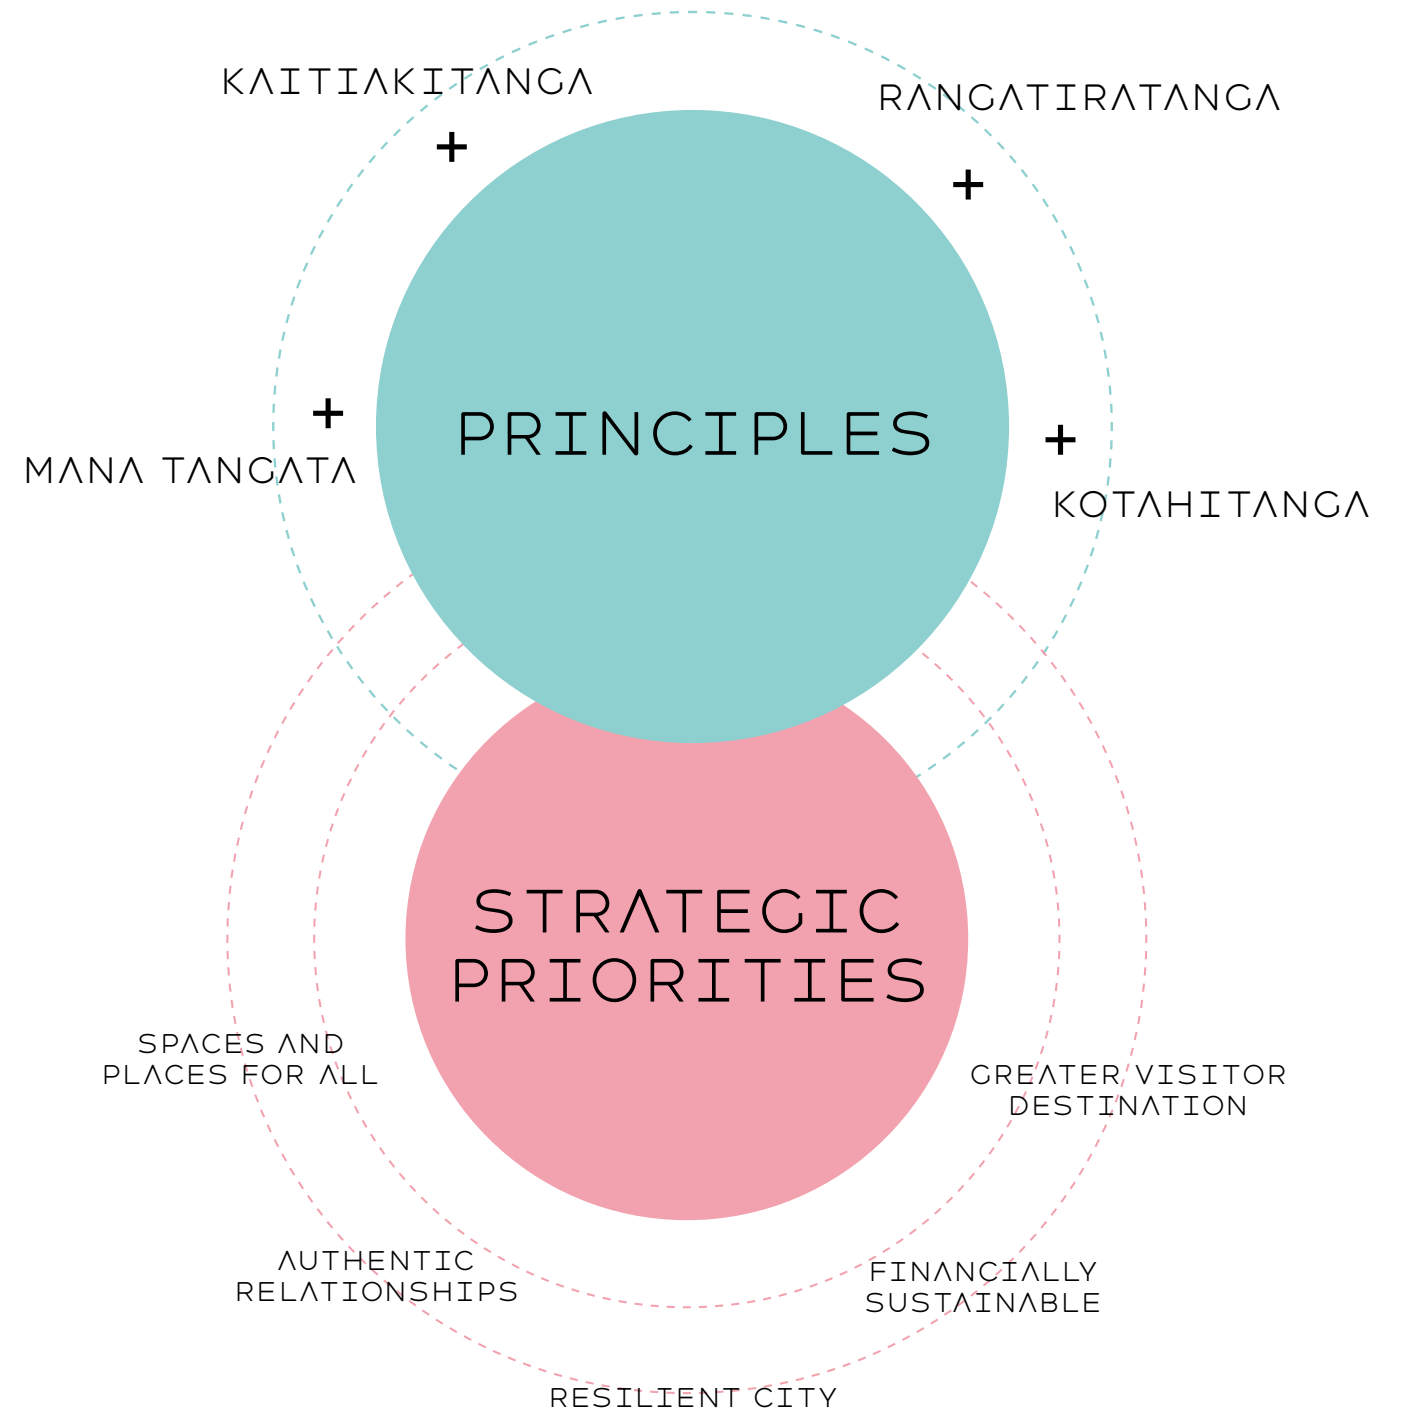 KAITIAKITANGA
+
RANGATIRATANGA
+
PRINCIPLES
+
MANA TANGATA
+
KOTAHITANGA
STRATEGIC
PRIORITIES
SPACES AND
PLACES FOR ALL
GREATER VISITOR
DESTINATION
AUTHENTIC
RELATIONSHIPS
FINANCIALLY
SUSTAINABLE
RESILIENT CITY